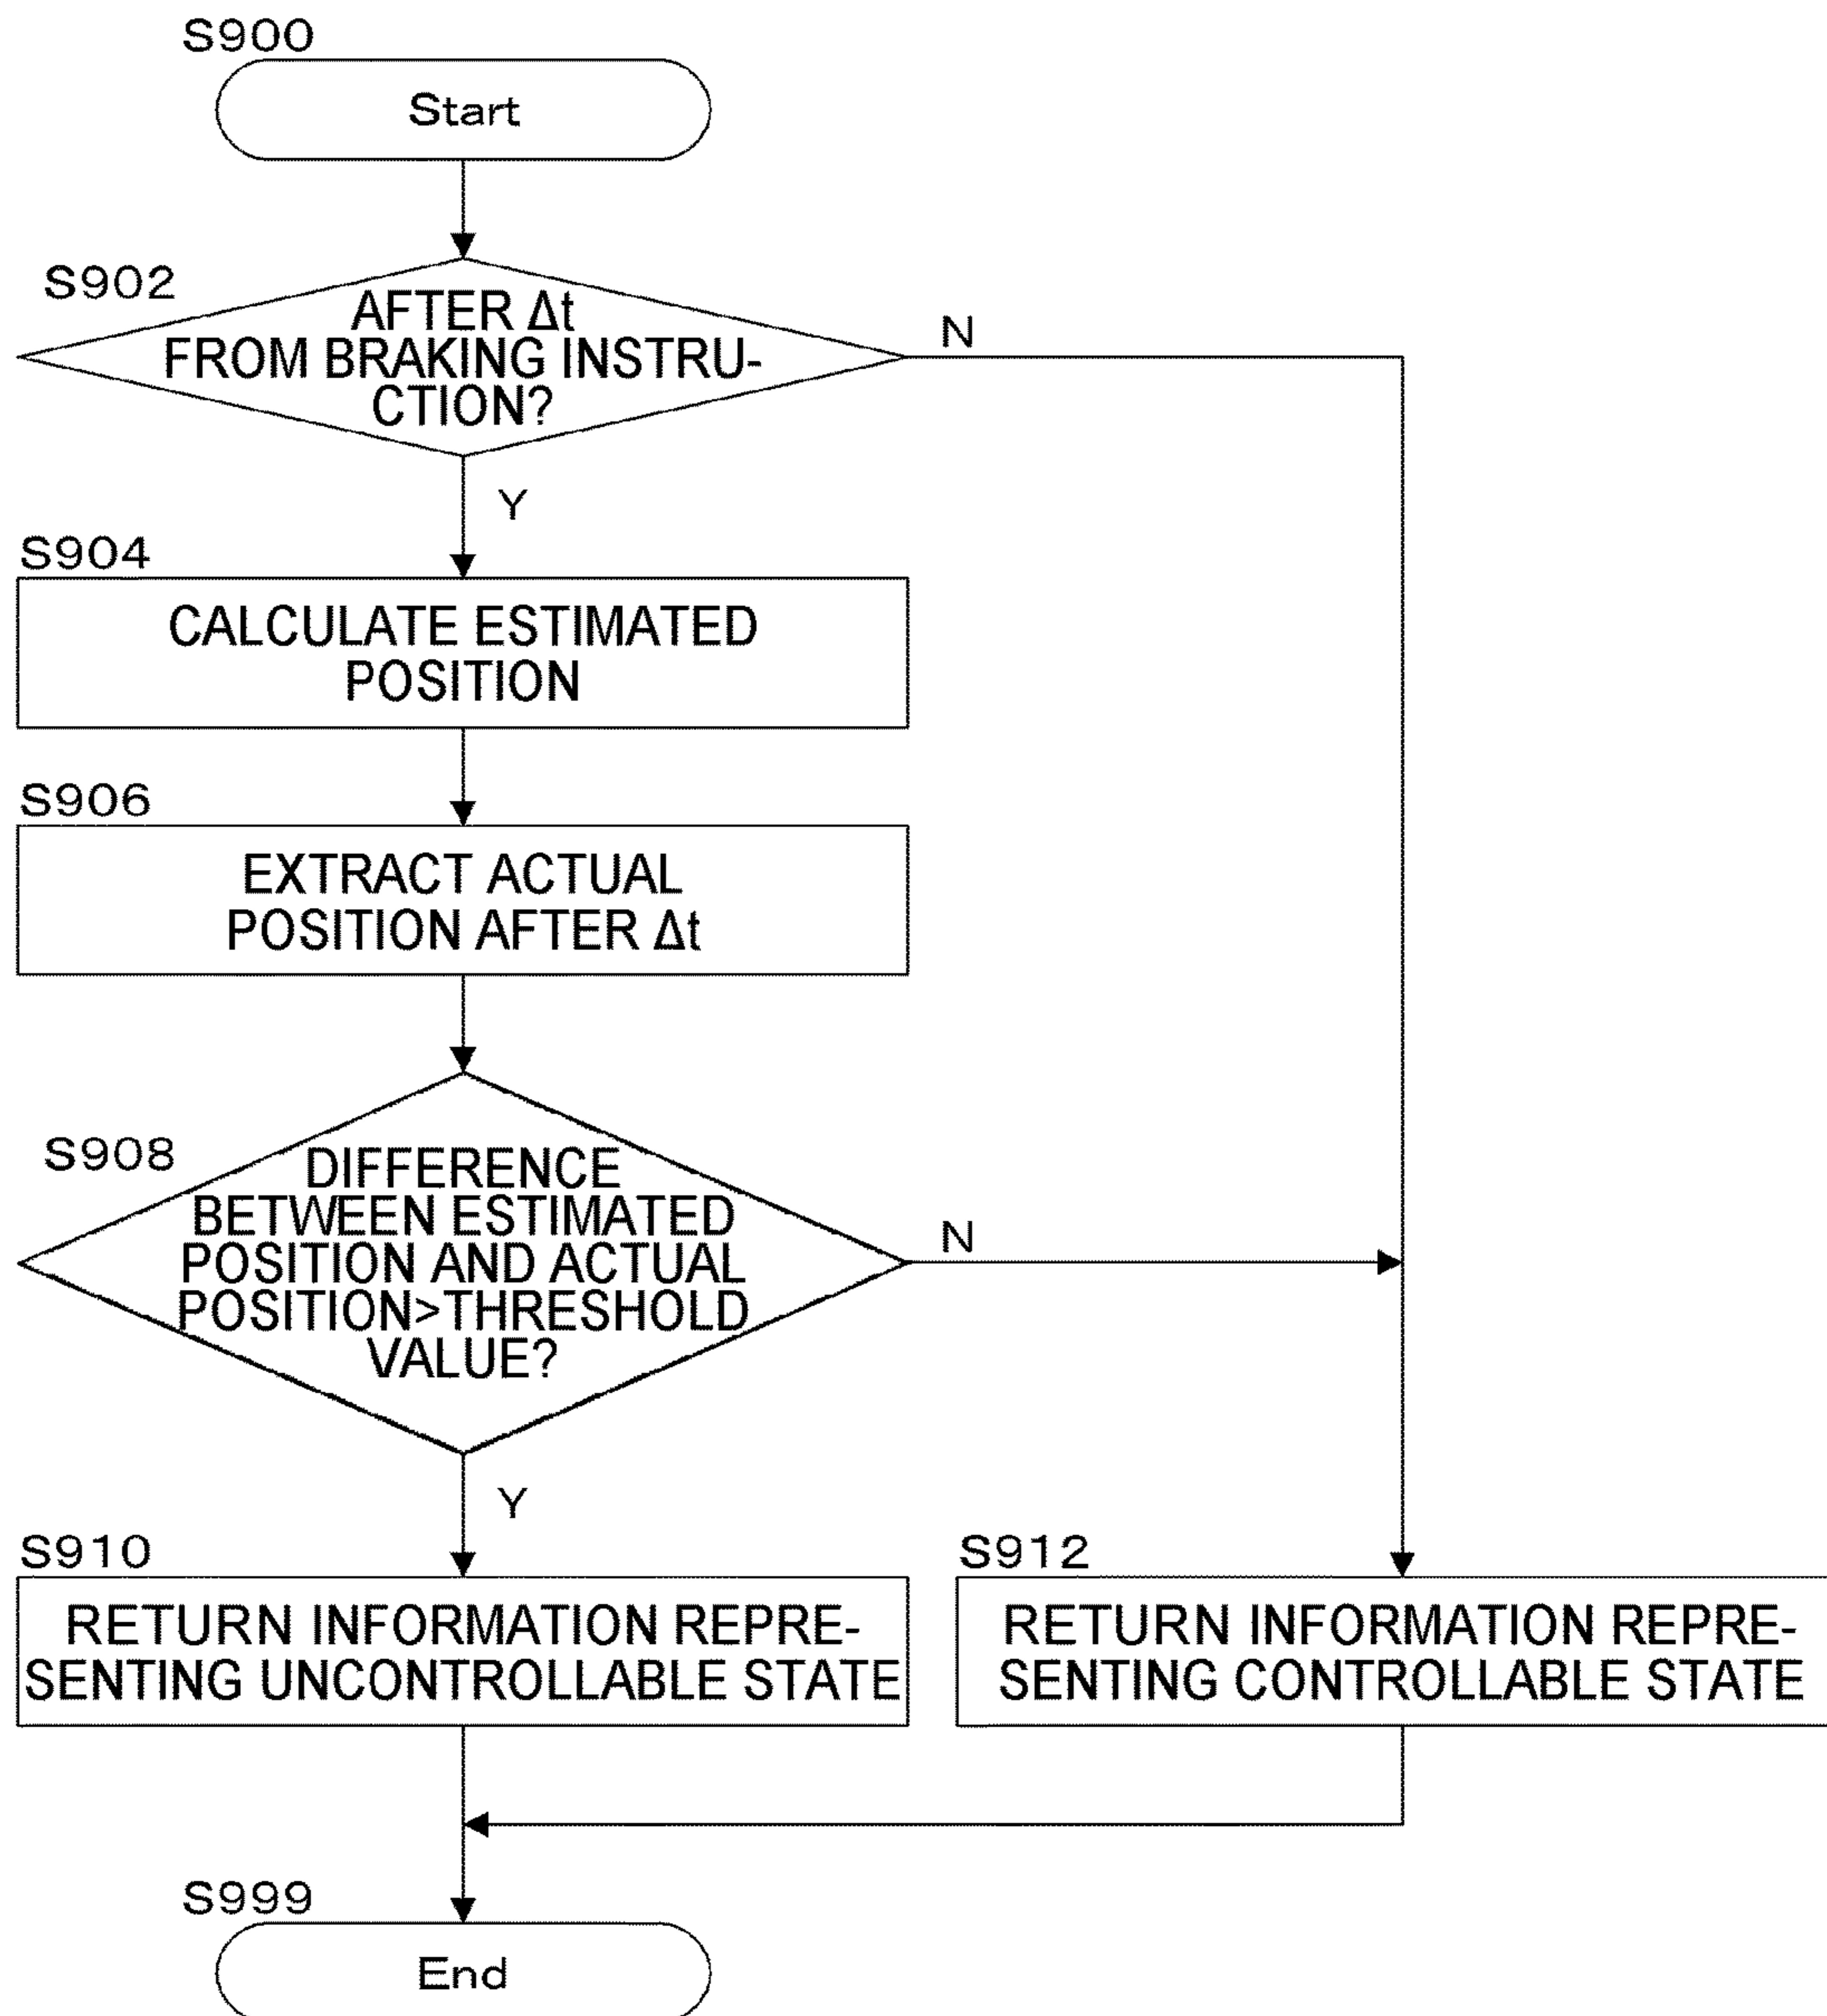 S900
Start
S902
AFTER Δt
FROM BRAKING INSTRU-
CTION?
N
Y
S904
CALCULATE ESTIMATED
POSITION
S906
EXTRACT ACTUAL
POSITION AFTER Δt
S908
DIFFERENCE
BETWEEN ESTIMATED
POSITION AND ACTUAL
POSITION>THRESHOLD
VALUE?
N
Y
S910
RETURN INFORMATION REPRE-
SENTING UNCONTROLLABLE STATE
S912
RETURN INFORMATION REPRE-
SENTING CONTROLLABLE STATE
S999
End